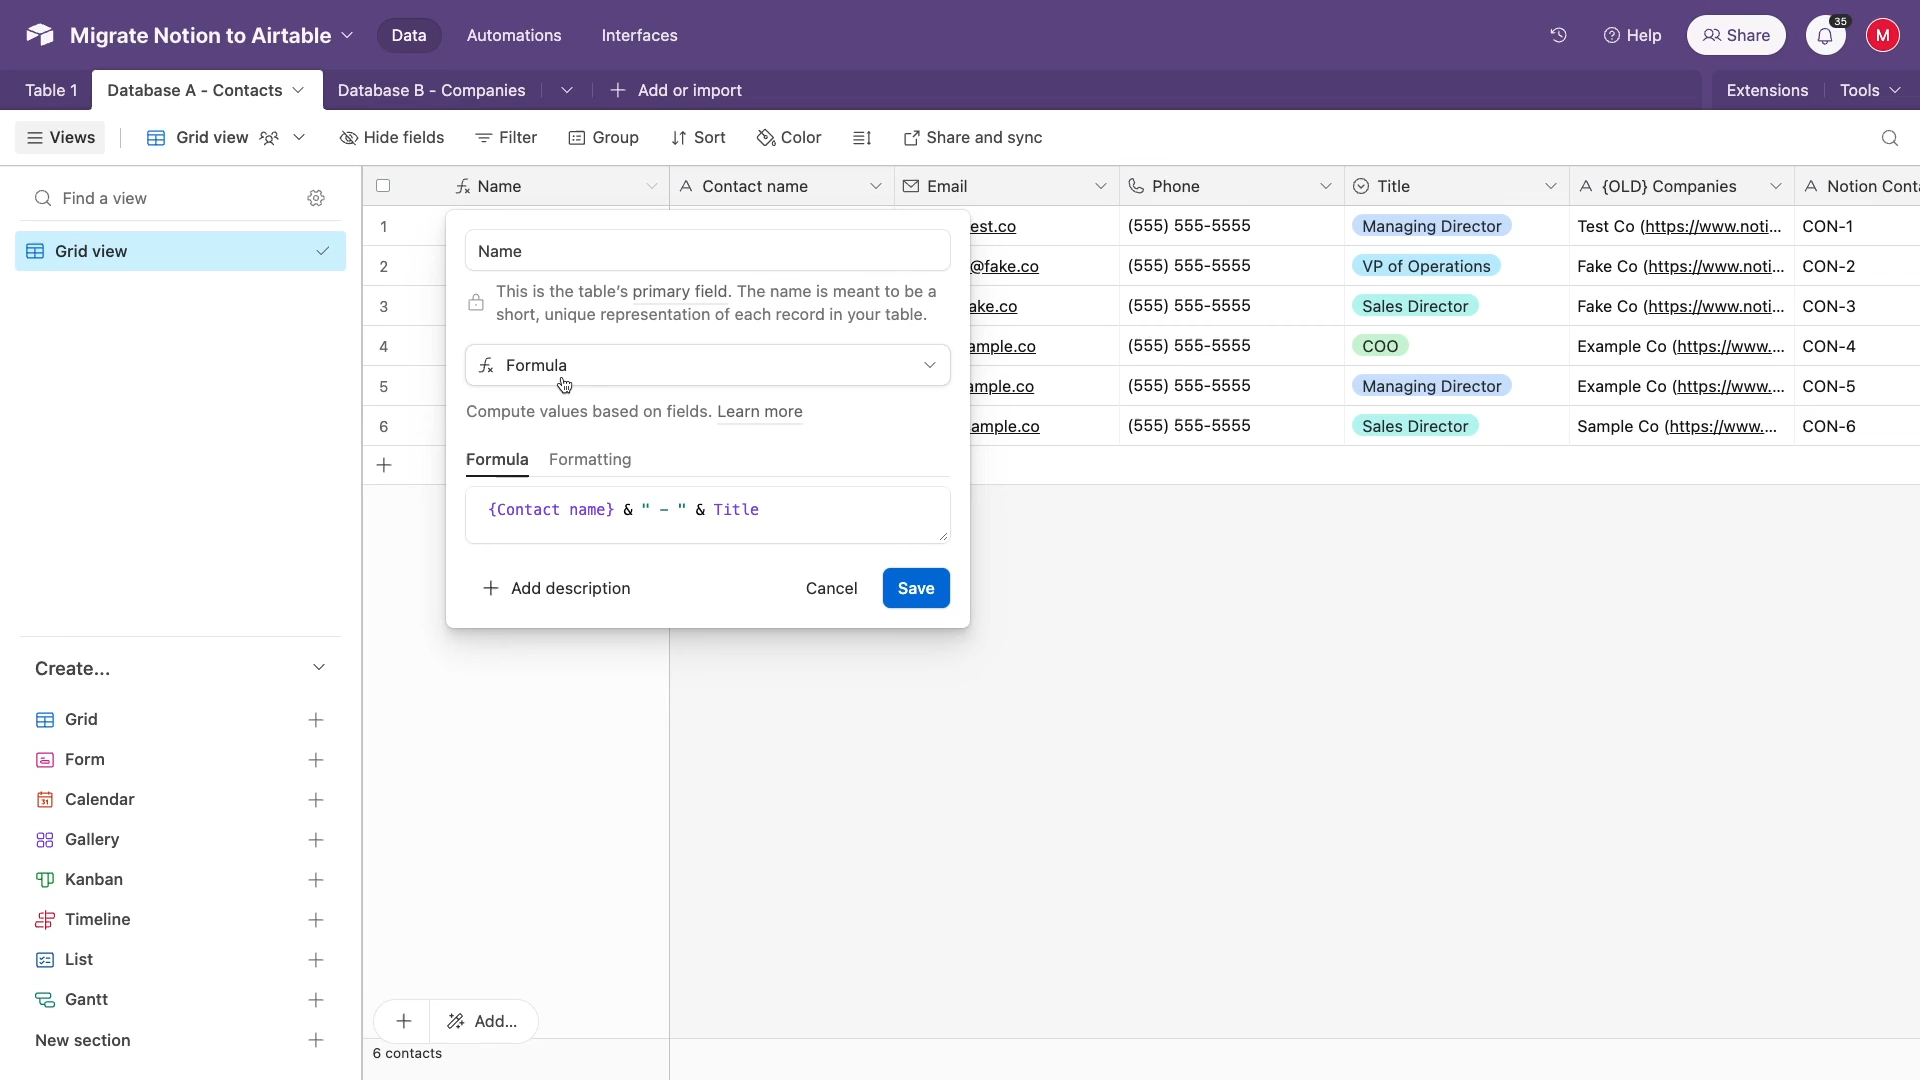 Migrate Notion to Airtable
Data
Automations
Interfaces
Help
Share
35
M
Table 1
Database A - Contacts
Database B - Companies
Add or import
Extensions
Tools
Views
Grid view
Hide fields
Filter
Group
Sort
Color
Share and sync
Find a view
Grid view
Name
Contact name
Email
Phone
Title
{OLD} Companies
Notion Conta
1
est.co
(555) 555-5555
Managing Director
Test Co (https://www.noti...
CON-1
2
@fake.co
(555) 555-5555
VP of Operations
Fake Co (https://www.noti...
CON-2
3
ake.co
(555) 555-5555
Sales Director
Fake Co (https://www.noti...
CON-3
4
ample.co
(555) 555-5555
COO
Example Co (https://www....
CON-4
5
ample.co
(555) 555-5555
Managing Director
Example Co (https://www....
CON-5
6
ample.co
(555) 555-5555
Sales Director
Sample Co (https://www....
CON-6
Name
This is the table's primary field. The name is meant to be a
short, unique representation of each record in your table.
Formula
Compute values based on fields. Learn more
Formula
Formatting
{Contact name} & " - " & Title
Add description
Cancel
Save
Create...
Grid
Form
Calendar
Gallery
Kanban
Timeline
List
Gantt
New section
Add...
6 contacts